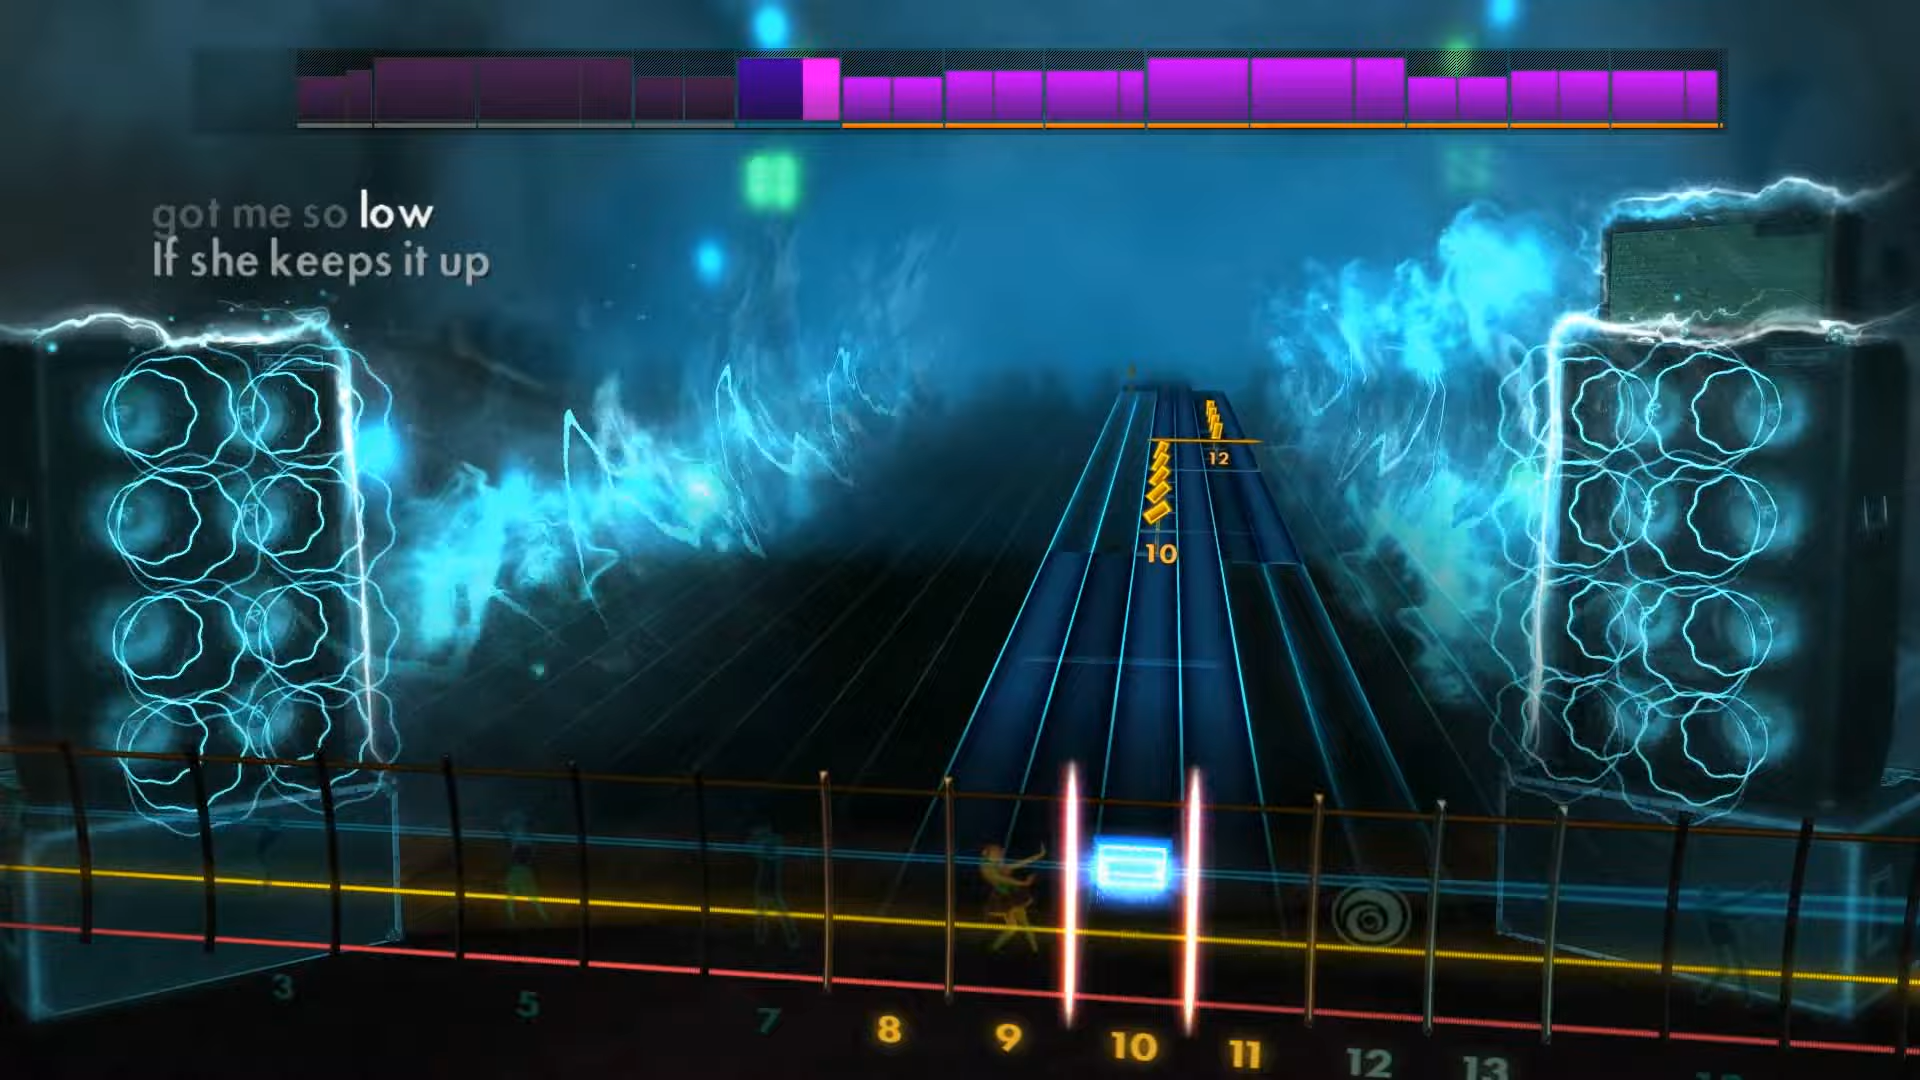 got me so low
If she keeps it up
12
10
3 5 7 8 9 10 11 12 13